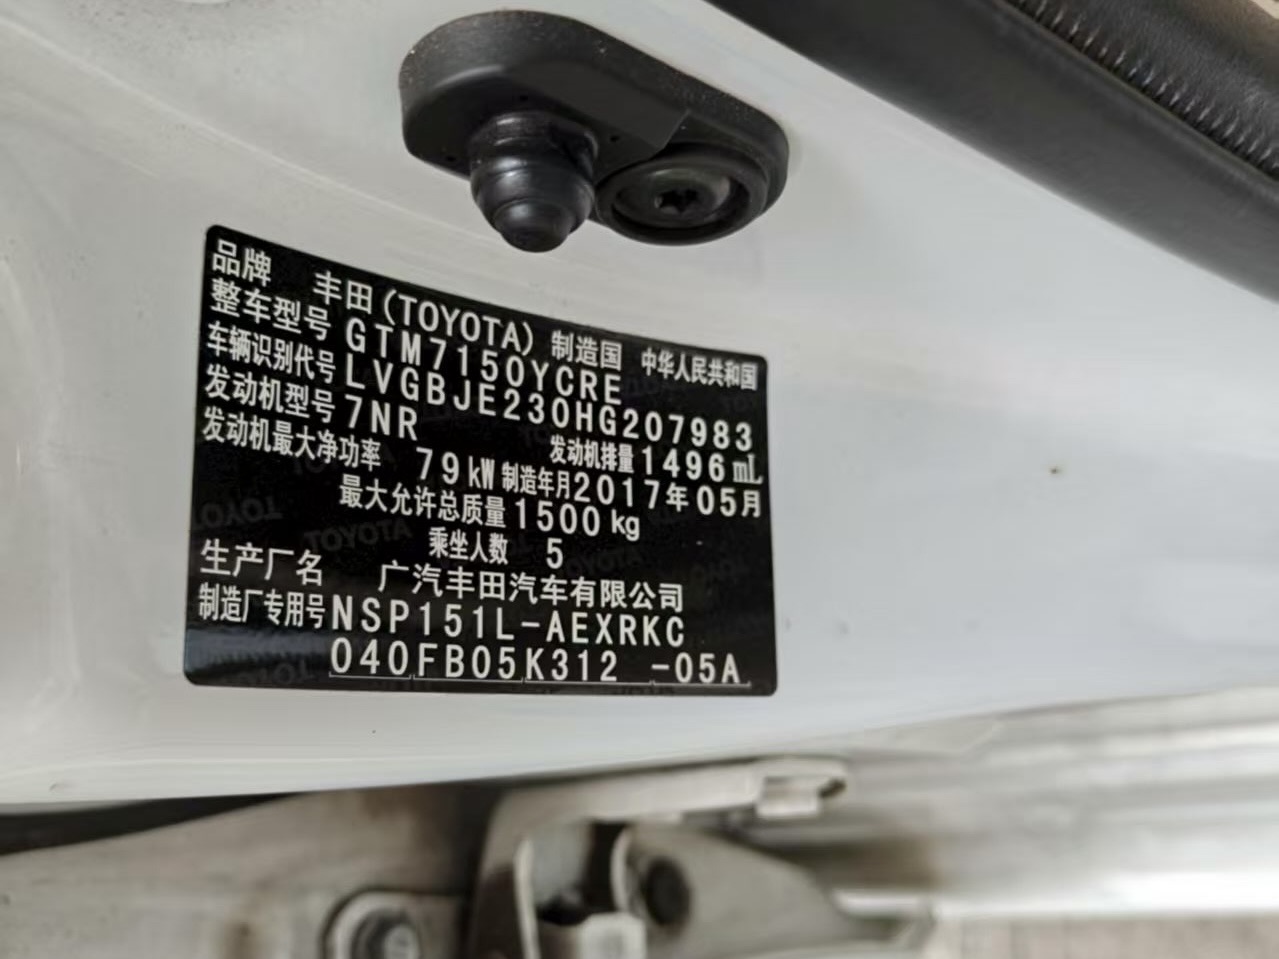 品牌 丰田(TOYOTA) 制造国 中华人民共和国
整车型号 GTM7150YCRE
车辆识别代号 LVGBJE230HG207983
发动机型号 7NR 发动机排量 1496mL
发动机最大净功率 79kW 制造年月 2017年05月
最大允许总质量 1500kg
乘坐人数 5
生产厂名 广汽丰田汽车有限公司
制造厂专用号 NSP151L-AEXRKC
040FB05K312 -05A